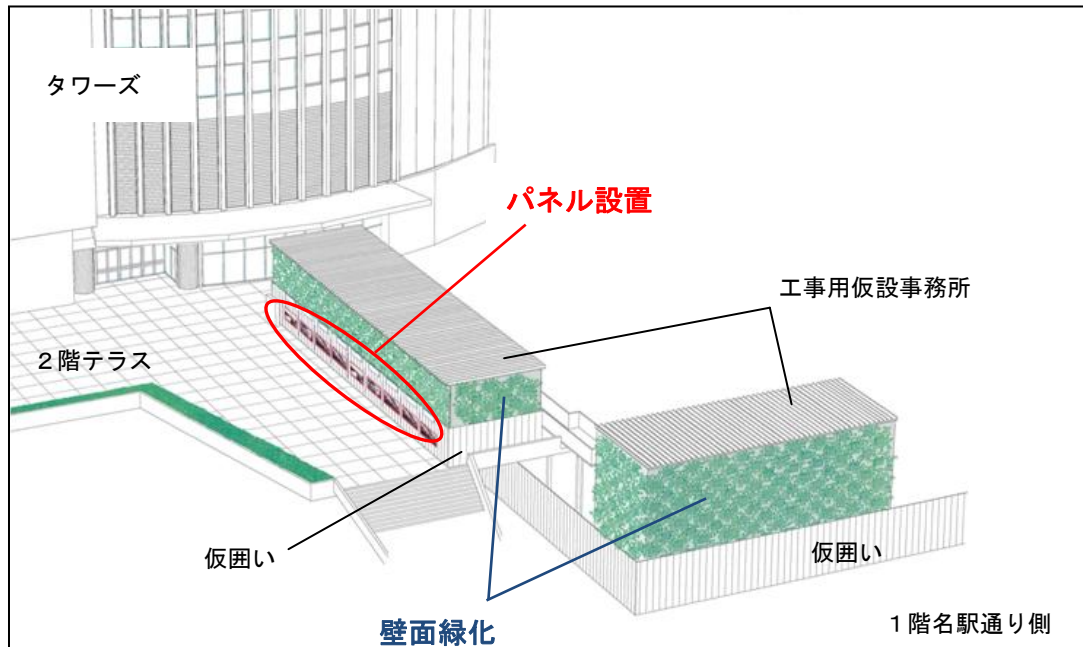 タワーズ
パネル設置
工事用仮設事務所
２階テラス
仮囲い
仮囲い
壁面緑化
１階名駅通り側